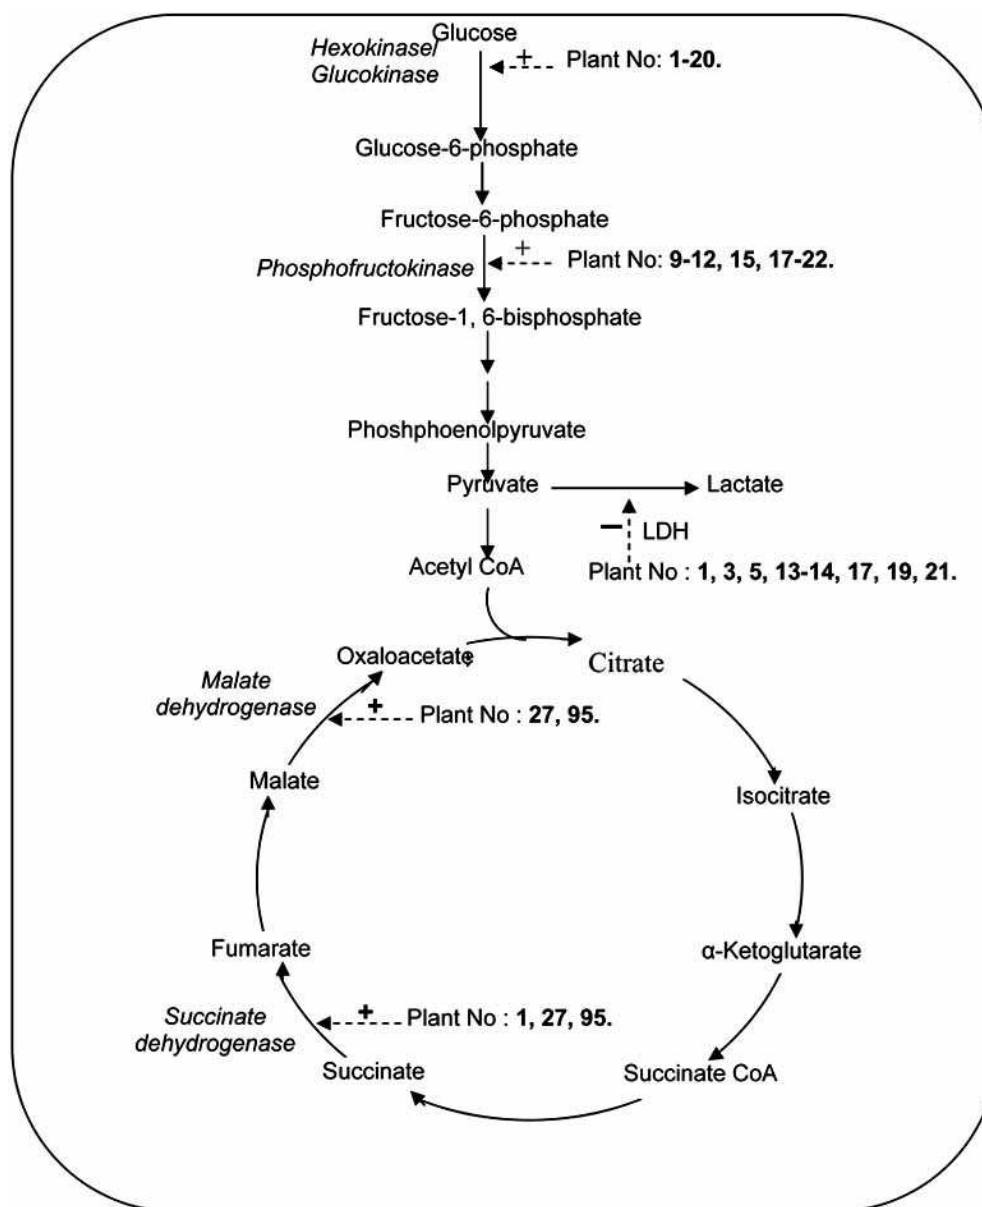 Glucose
Hexokinase/
Glucokinase
+
Plant No: 1-20.
Glucose-6-phosphate
Fructose-6-phosphate
Phosphofructokinase
+
Plant No: 9-12, 15, 17-22.
Fructose-1, 6-bisphosphate
Phoshphoenolpyruvate
Pyruvate
Lactate
– LDH
Acetyl CoA
Plant No : 1, 3, 5, 13-14, 17, 19, 21.
Oxaloacetate
Citrate
Malate
dehydrogenase
+
Plant No : 27, 95.
Malate
Isocitrate
Fumarate
α-Ketoglutarate
Succinate
dehydrogenase
+
Plant No : 1, 27, 95.
Succinate
Succinate CoA